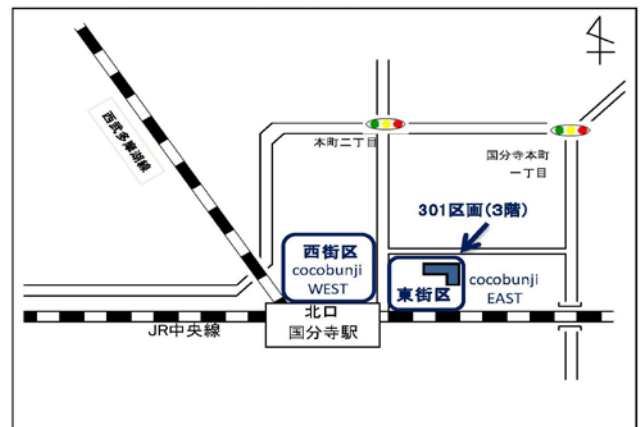 西武多摩湖線
本町二丁目
国分寺本町
一丁目
301区画(3階)
西街区
cocobunji
WEST
東街区
cocobunji
EAST
北口
国分寺駅
JR中央線